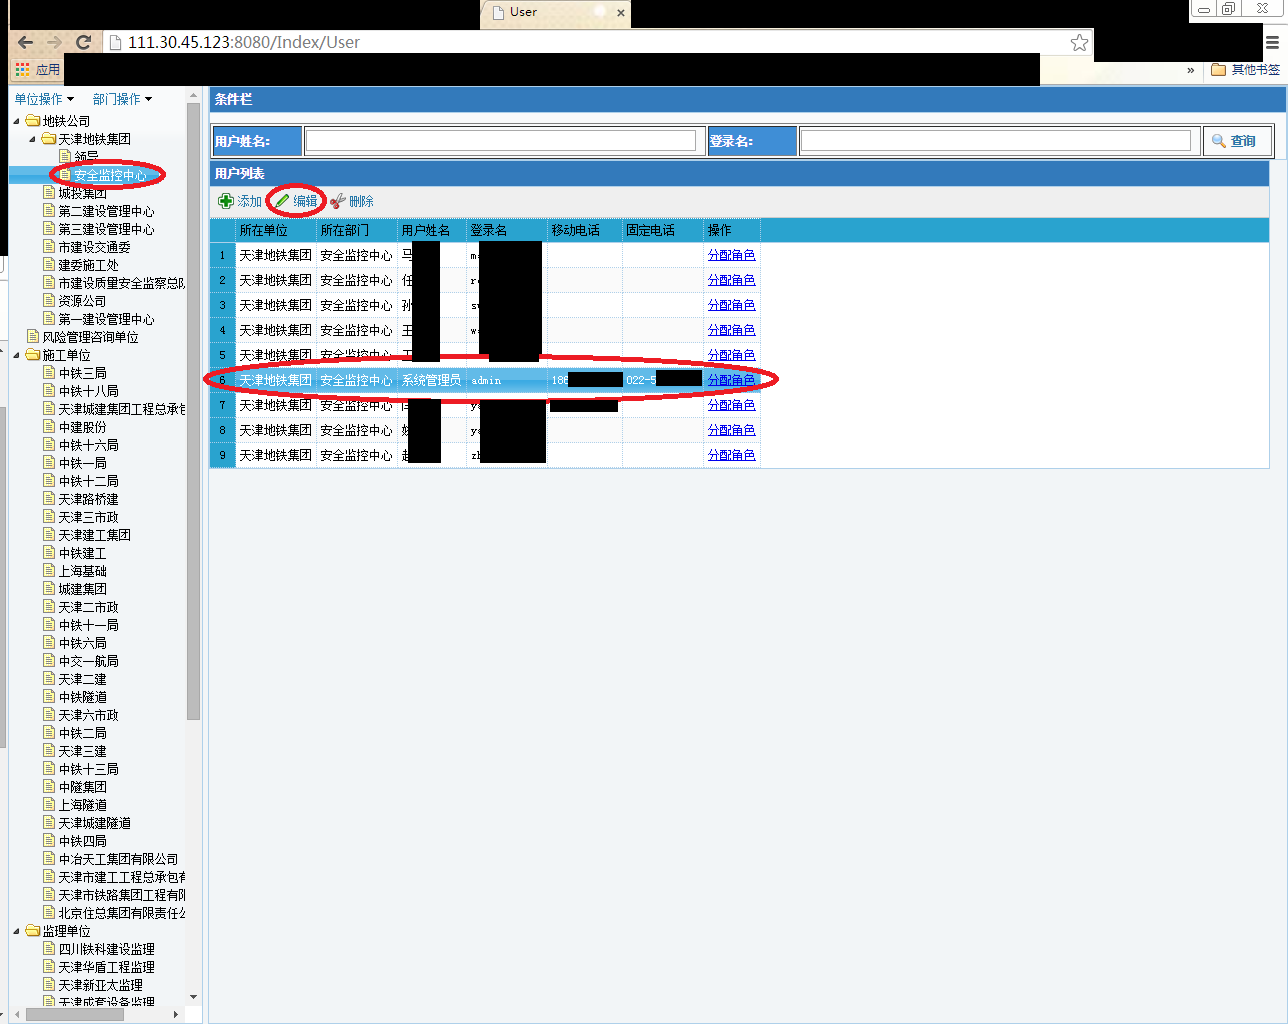 User
111.30.45.123:8080/Index/User
应用
»
其他书签
单位操作 部门操作
地铁公司
天津地铁集团
领导
安全监控中心
城投集团
第二建设管理中心
第三建设管理中心
市建设交通委
建委施工处
市建设质量安全监察总队
资源公司
第一建设管理中心
风险管理咨询单位
施工单位
中铁三局
中铁十八局
天津城建集团工程总承包
中建股份
中铁十六局
中铁一局
中铁十二局
天津路桥建
天津三市政
天津建工集团
中铁建工
上海基础
城建集团
天津二市政
中铁十一局
中铁六局
中交一航局
天津二建
中铁隧道
天津六市政
中铁二局
天津三建
中铁十三局
中隧集团
上海隧道
天津城建隧道
中铁四局
中冶天工集团有限公司
天津市建工工程总承包有
天津市铁路集团工程有限
北京住总集团有限责任公
监理单位
四川铁科建设监理
天津华盾工程监理
天津新亚太监理
天津成套设备监理
条件栏
用户姓名: 登录名: 查询
用户列表
添加 编辑 删除
所在单位 所在部门 用户姓名 登录名 移动电话 固定电话 操作
1 天津地铁集团 安全监控中心 马 m 分配角色
2 天津地铁集团 安全监控中心 任 r 分配角色
3 天津地铁集团 安全监控中心 孙 s 分配角色
4 天津地铁集团 安全监控中心 王 w 分配角色
5 天津地铁集团 安全监控中心 分配角色
6 天津地铁集团 安全监控中心 系统管理员 admin 186 022-5 分配角色
7 天津地铁集团 安全监控中心 y 分配角色
8 天津地铁集团 安全监控中心 y 分配角色
9 天津地铁集团 安全监控中心 赵 zh 分配角色